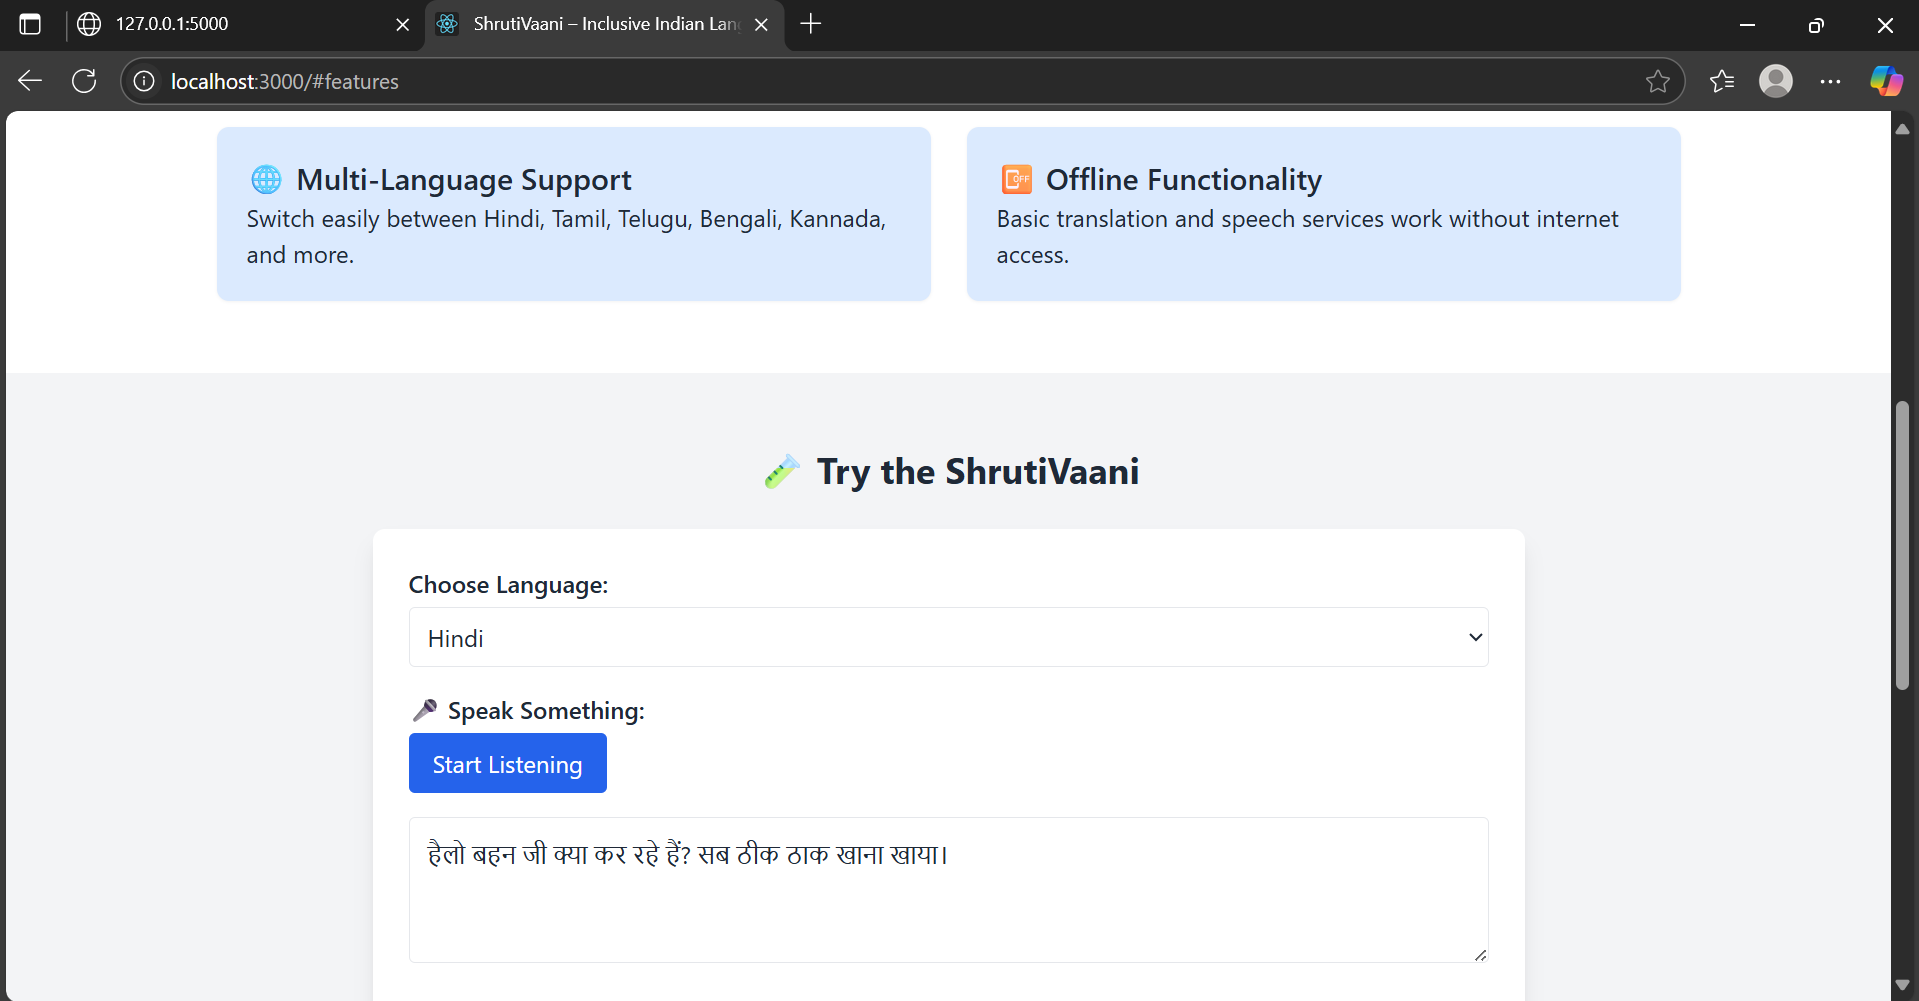 127.0.0.1:5000
ShrutiVaani – Inclusive Indian Lan
localhost:3000/#features
🌐 Multi-Language Support
Switch easily between Hindi, Tamil, Telugu, Bengali, Kannada,
and more.
📴 Offline Functionality
Basic translation and speech services work without internet
access.
🧪 Try the ShrutiVaani
Choose Language:
Hindi
🎤 Speak Something:
Start Listening
हैलो बहन जी क्या कर रहे हैं? सब ठीक ठाक खाना खाया।